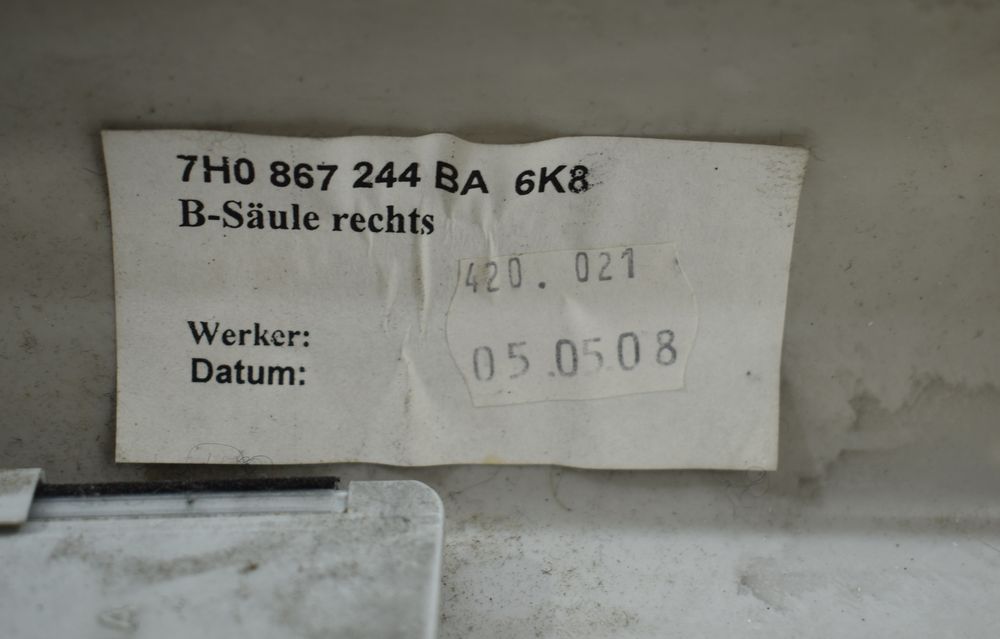 7H0 867 244 BA 6K8
B-Säule rechts
420. 021
Werker:
05.05.08
Datum: